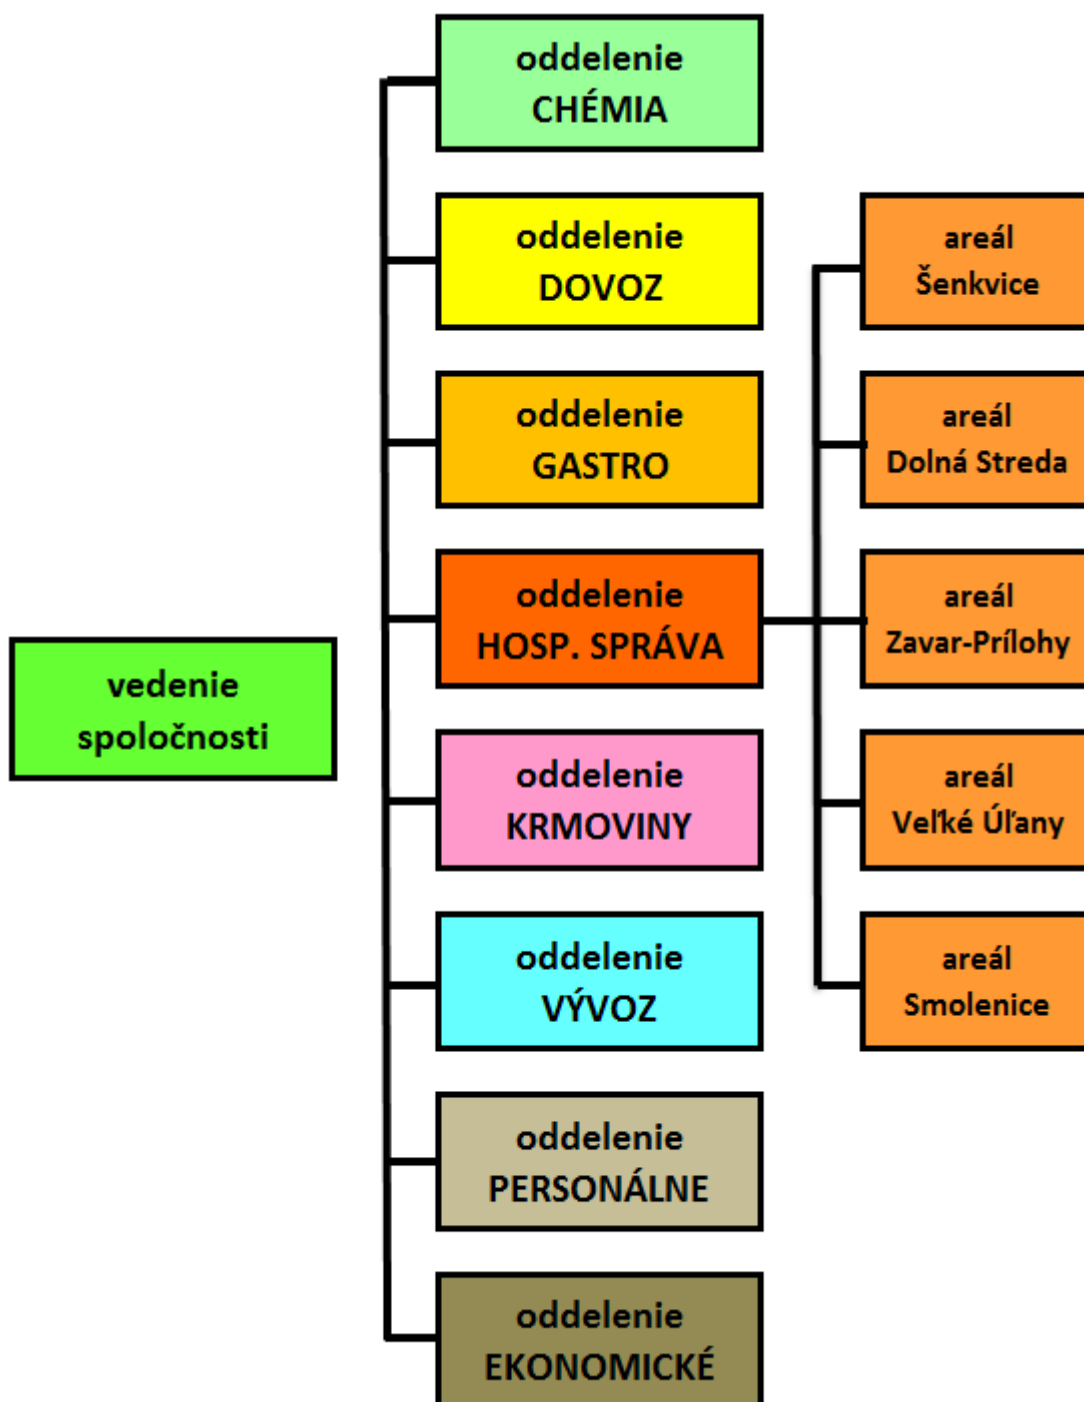 vedenie
spoločnosti
oddelenie
CHÉMIA
oddelenie
DOVOZ
oddelenie
GASTRO
oddelenie
HOSP. SPRÁVA
oddelenie
KRMOVINY
oddelenie
VÝVOZ
oddelenie
PERSONÁLNE
oddelenie
EKONOMICKÉ
areál
Šenkvice
areál
Dolná Streda
areál
Zavar-Prílohy
areál
Veľké Úľany
areál
Smolenice